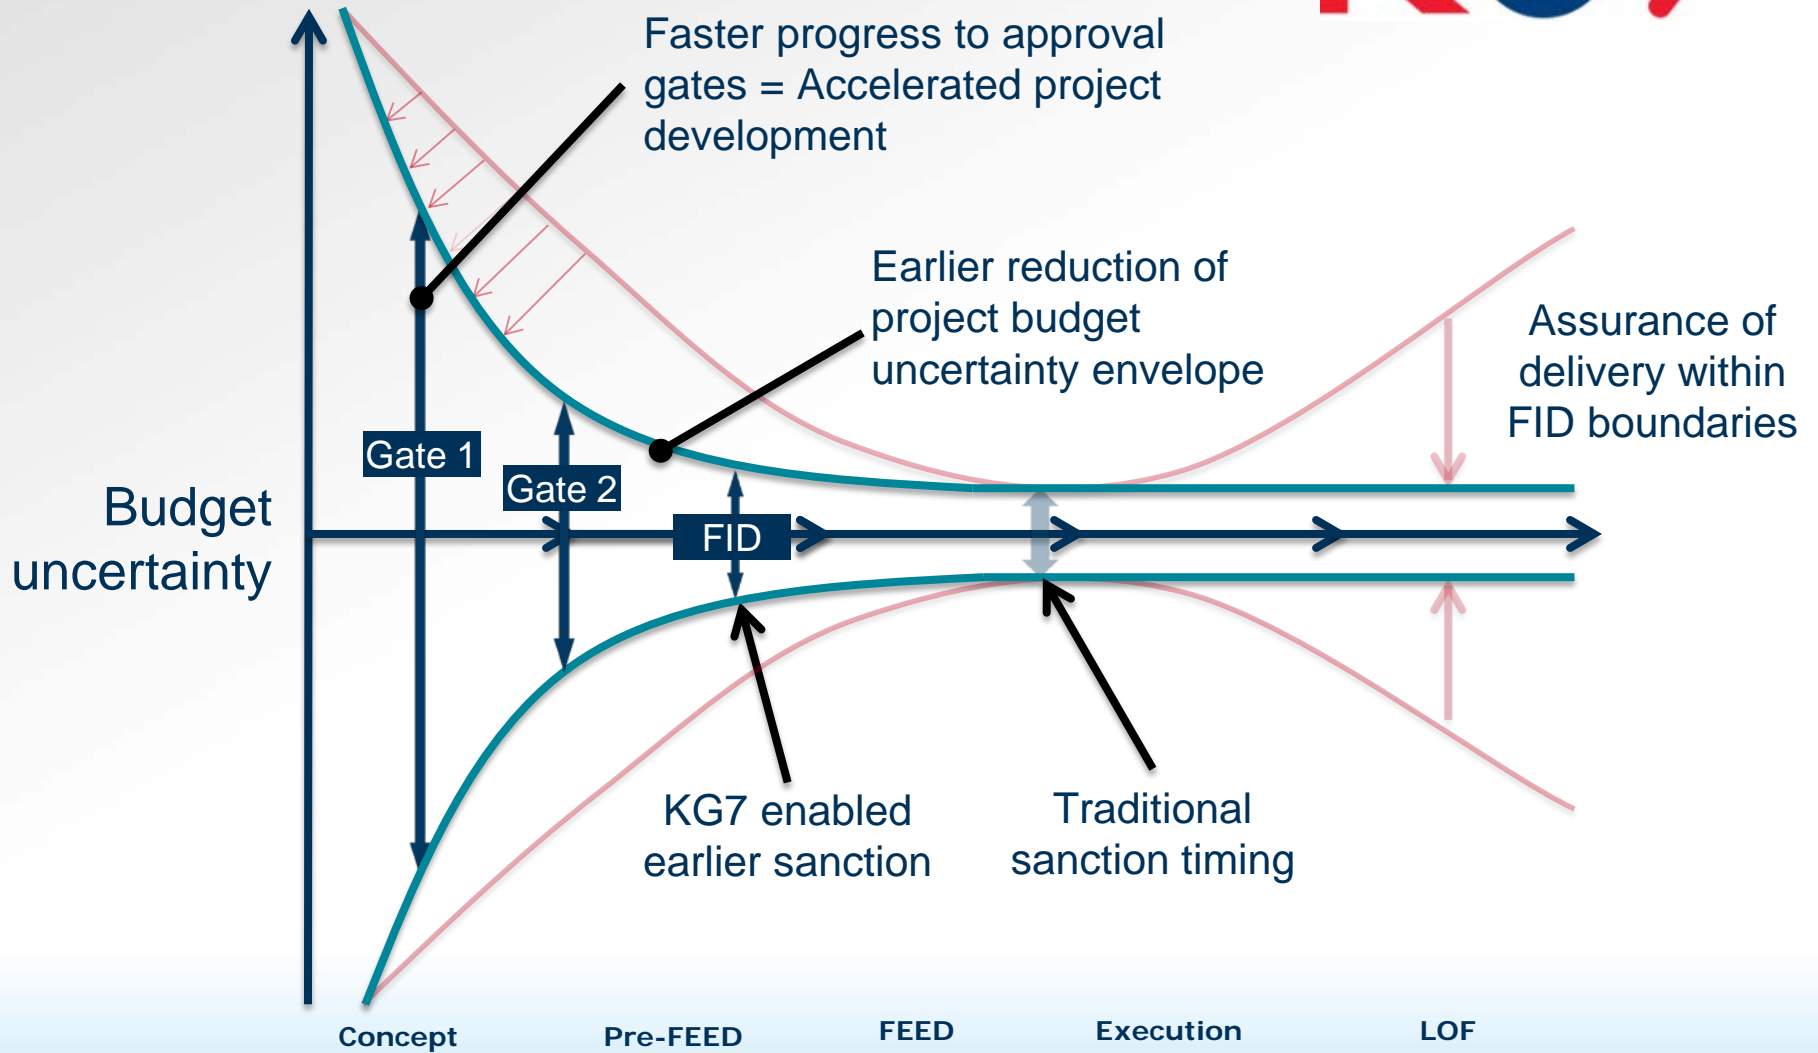 Faster progress to approval
gates = Accelerated project
development
Earlier reduction of
project budget
uncertainty envelope
Assurance of
delivery within
FID boundaries
Gate 1
Gate 2
FID
Budget
uncertainty
KG7 enabled
earlier sanction
Traditional
sanction timing
Concept
Pre-FEED
FEED
Execution
LOF